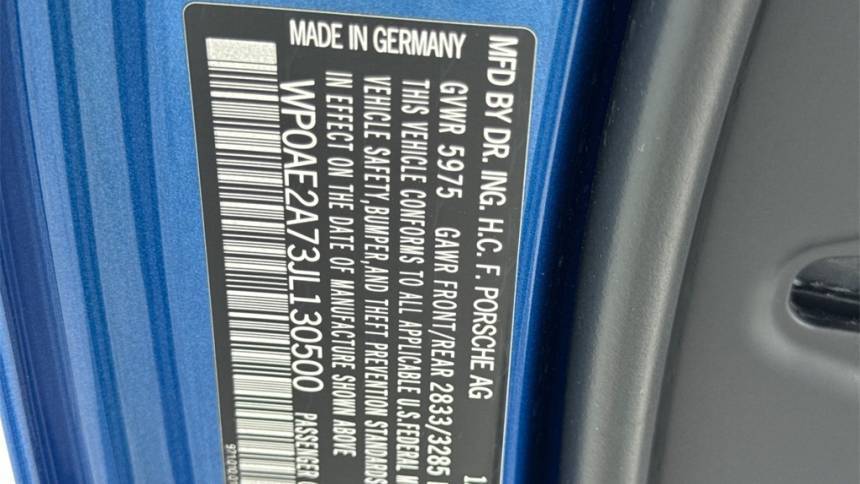 MADE IN GERMANY
MFD BY DR. ING. H.C. F. PORSCHE AG
GVWR 5975 GAWR FRONT/REAR 2833/3285
THIS VEHICLE CONFORMS TO ALL APPLICABLE U.S.FEDERAL
VEHICLE SAFETY,BUMPER,AND THEFT PREVENTION STANDARDS
IN EFFECT ON THE DATE OF MANUFACTURE SHOWN ABOVE
WP0AE2A73JL130500 PASSENGER